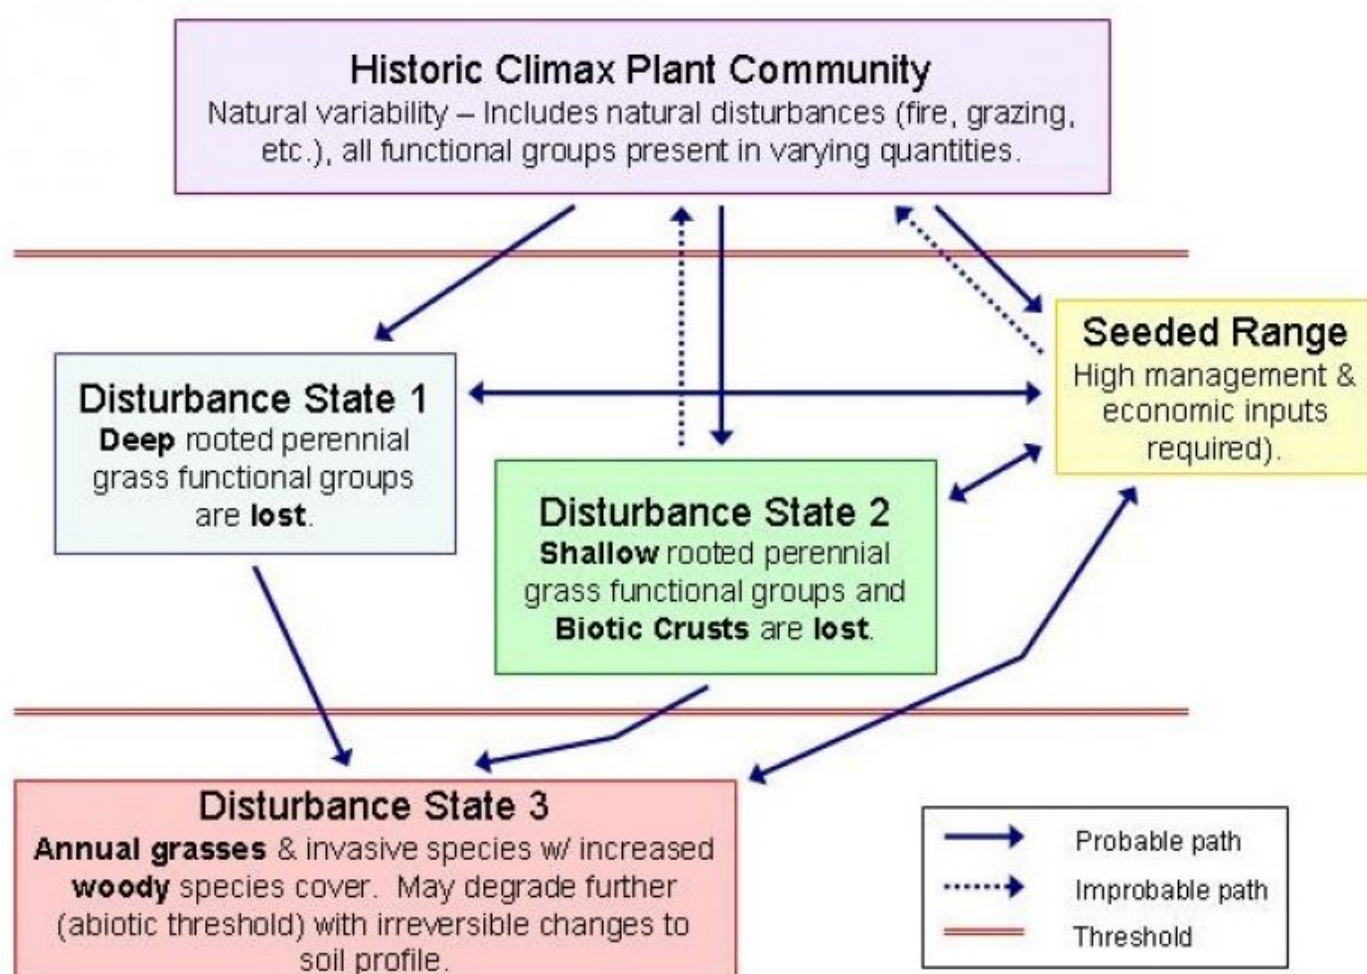 Historic Climax Plant Community
Natural variability – Includes natural disturbances (fire, grazing,
etc.), all functional groups present in varying quantities.
Seeded Range
High management &
economic inputs
required).
Disturbance State 1
Deep rooted perennial
grass functional groups
are lost.
Disturbance State 2
Shallow rooted perennial
grass functional groups and
Biotic Crusts are lost.
Disturbance State 3
Annual grasses & invasive species w/ increased
woody species cover. May degrade further
(abiotic threshold) with irreversible changes to
soil profile.
Probable path
Improbable path
Threshold